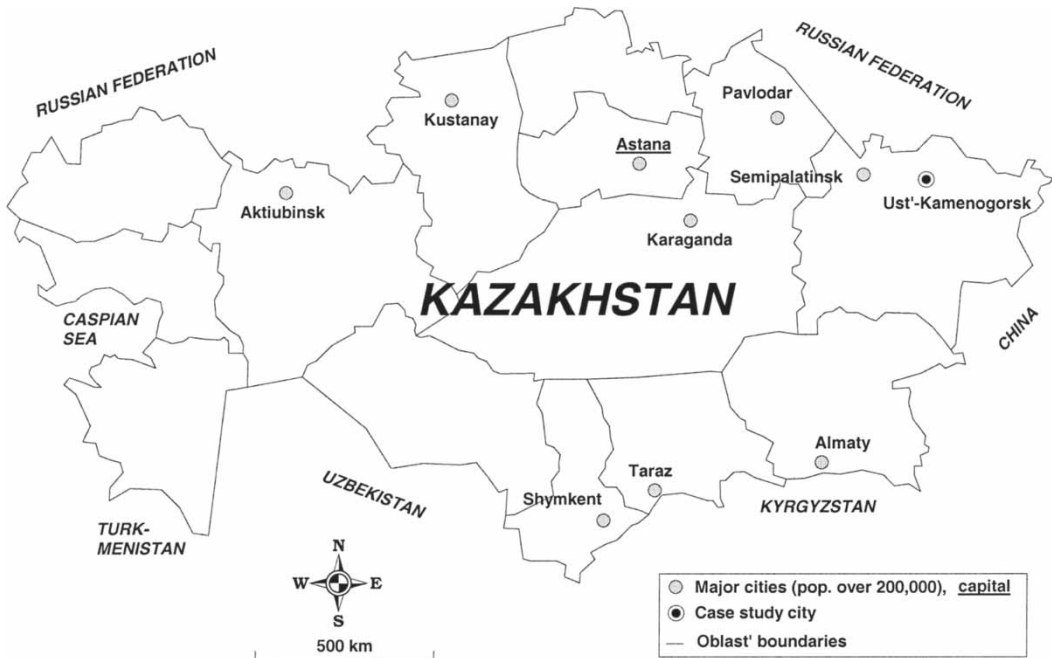 RUSSIAN FEDERATION
RUSSIAN FEDERATION
Pavlodar
Kustanay
Astana
Semipalatinsk
Ust'-Kamenogorsk
Aktiubinsk
Karaganda
KAZAKHSTAN
CASPIAN
SEA
CHINA
Almaty
Taraz
UZBEKISTAN
Shymkent
KYRGYZSTAN
TURK-
MENISTAN
N
W E
S
500 km
Major cities (pop. over 200,000), capital
Case study city
Oblast' boundaries